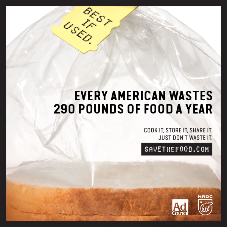 BEST
IF
USED.
EVERY AMERICAN WASTES
290 POUNDS OF FOOD A YEAR
COOK IT, STORE IT, SHARE IT.
JUST DON'T WASTE IT.
SAVETHEFOOD.COM
Ad
Council
NRDC